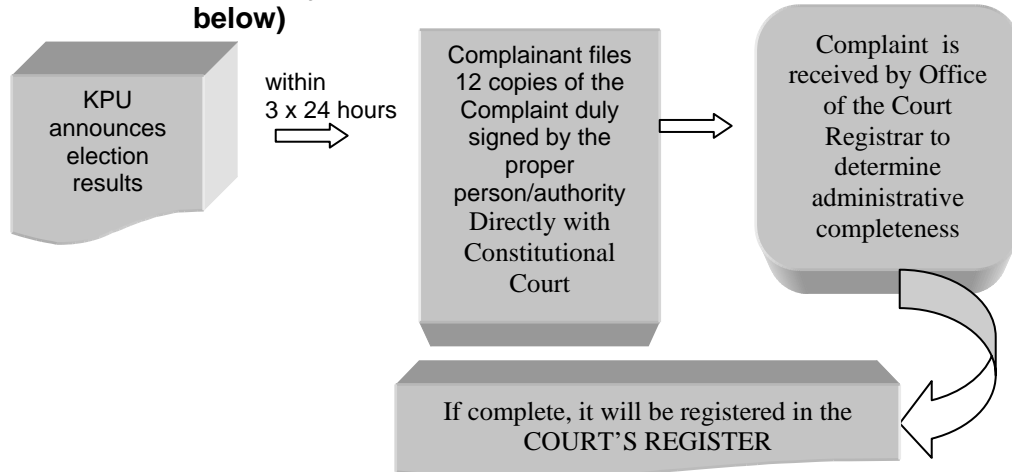 below)
KPU
announces
election
results
within
3 x 24 hours
Complainant files
12 copies of the
Complaint duly
signed by the
proper
person/authority
Directly with
Constitutional
Court
Complaint is
received by Office
of the Court
Registrar to
determine
administrative
completeness
If complete, it will be registered in the
COURT'S REGISTER